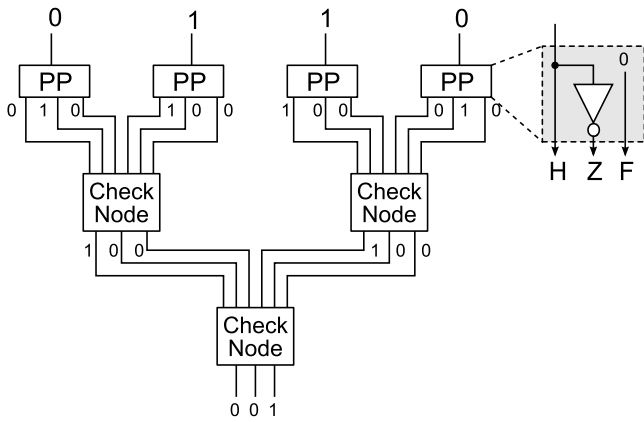 0 1 1 0
PP PP PP PP
0
0 1 0 1 0 0 1 0 0 0 1 0
H Z F
Check Node
Check Node
1 0 0 1 0 0
Check Node
0 0 1